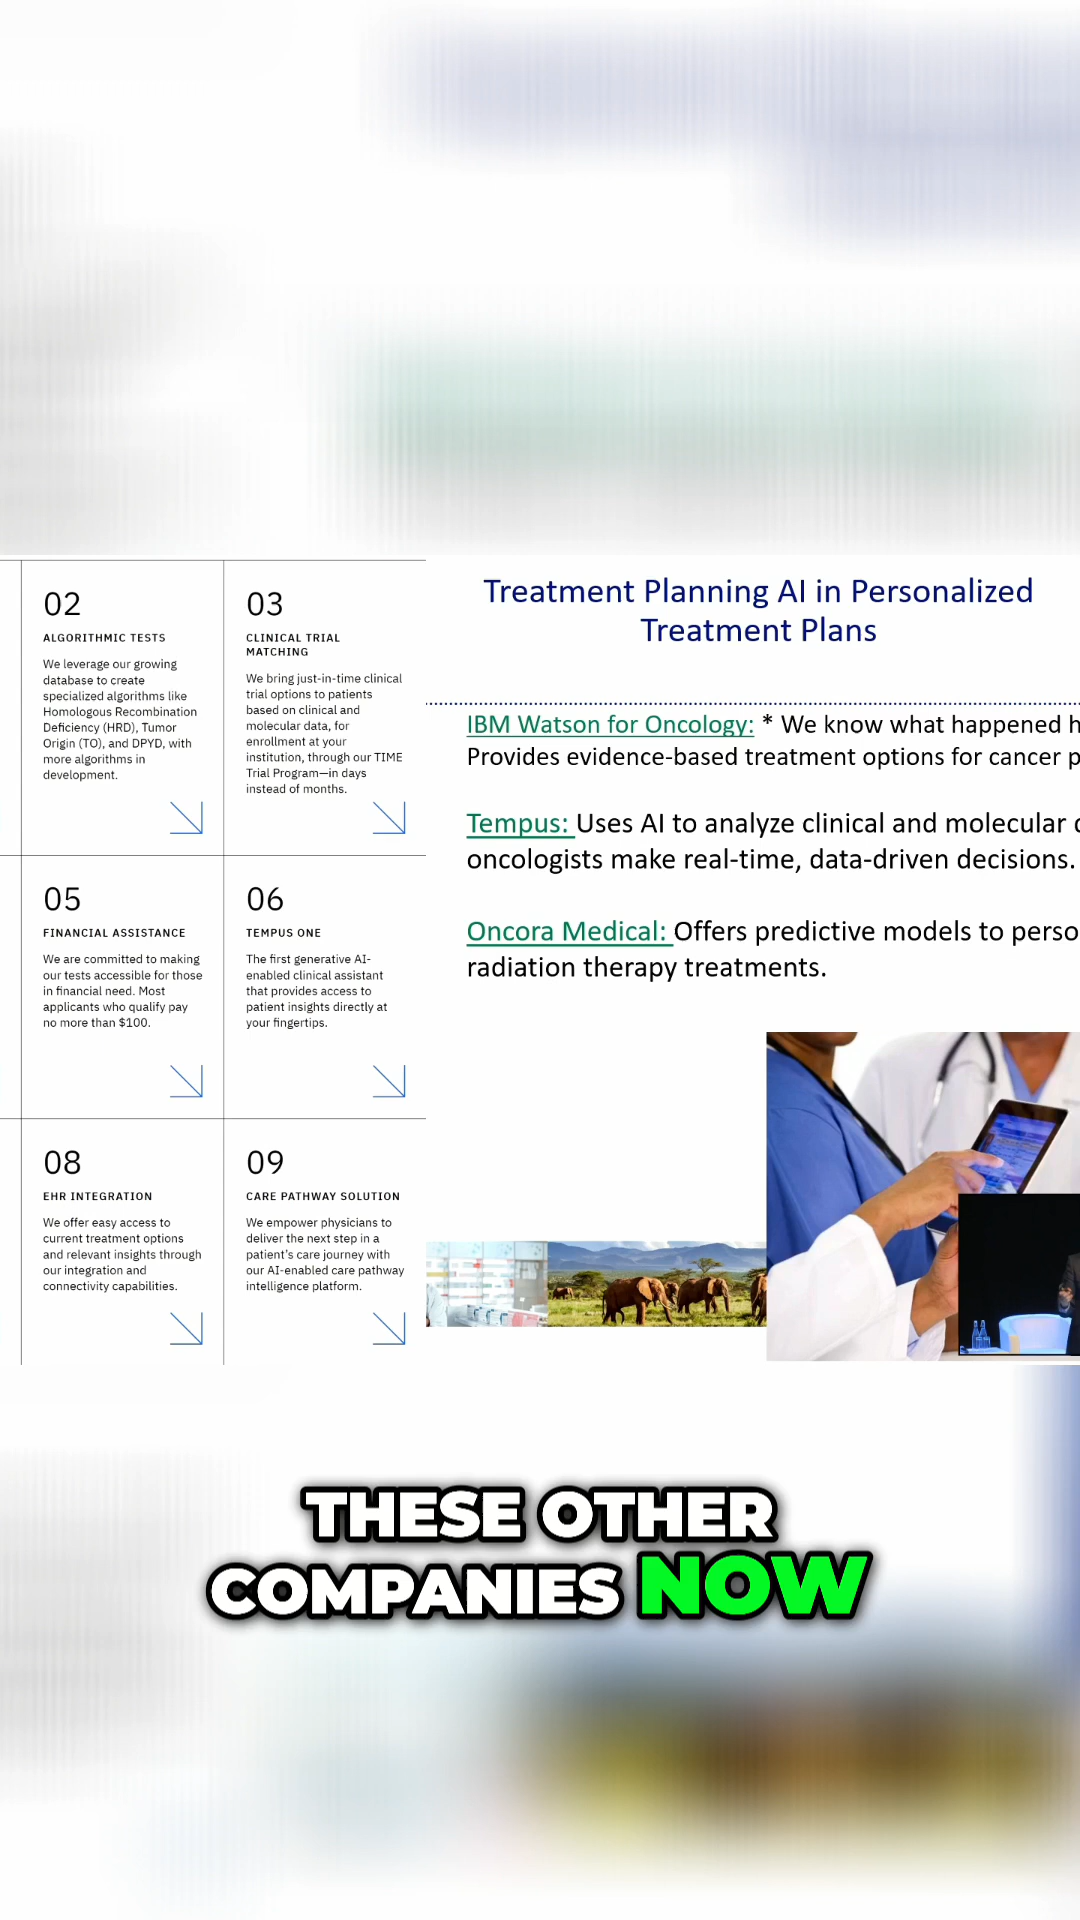 02
ALGORITHMIC TESTS
We leverage our growing
database to create
specialized algorithms like
Homologous Recombination
Deficiency (HRD), Tumor
Origin (TO), and DPYD, with
more algorithms in
development.
03
CLINICAL TRIAL
MATCHING
We bring just-in-time clinical
trial options to patients
based on clinical and
molecular data, for
enrollment at your
institution, through our TIME
Trial Program—in days
instead of months.
05
FINANCIAL ASSISTANCE
We are committed to making
our tests accessible for those
in financial need. Most
applicants who qualify pay
no more than $100.
06
TEMPUS ONE
The first generative AI-
enabled clinical assistant
that provides access to
patient insights directly at
your fingertips.
08
EHR INTEGRATION
We offer easy access to
current treatment options
and relevant insights through
our integration and
connectivity capabilities.
09
CARE PATHWAY SOLUTION
We empower physicians to
deliver the next step in a
patient's care journey with
our AI-enabled care pathway
intelligence platform.
Treatment Planning AI in Personalized
Treatment Plans
IBM Watson for Oncology: * We know what happened
Provides evidence-based treatment options for cancer
Tempus: Uses AI to analyze clinical and molecular
oncologists make real-time, data-driven decisions.
Oncora Medical: Offers predictive models to
radiation therapy treatments.
THESE OTHER
COMPANIES NOW